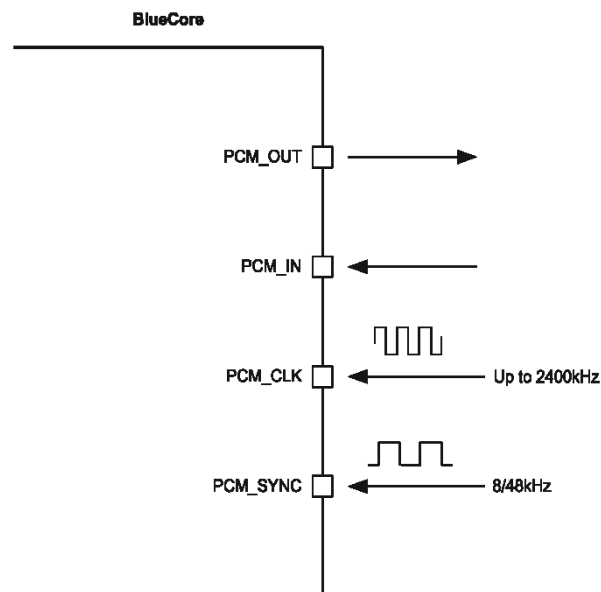 BlueCore
PCM_OUT
PCM_IN
PCM_CLK
Up to 2400kHz
PCM_SYNC
8/48kHz